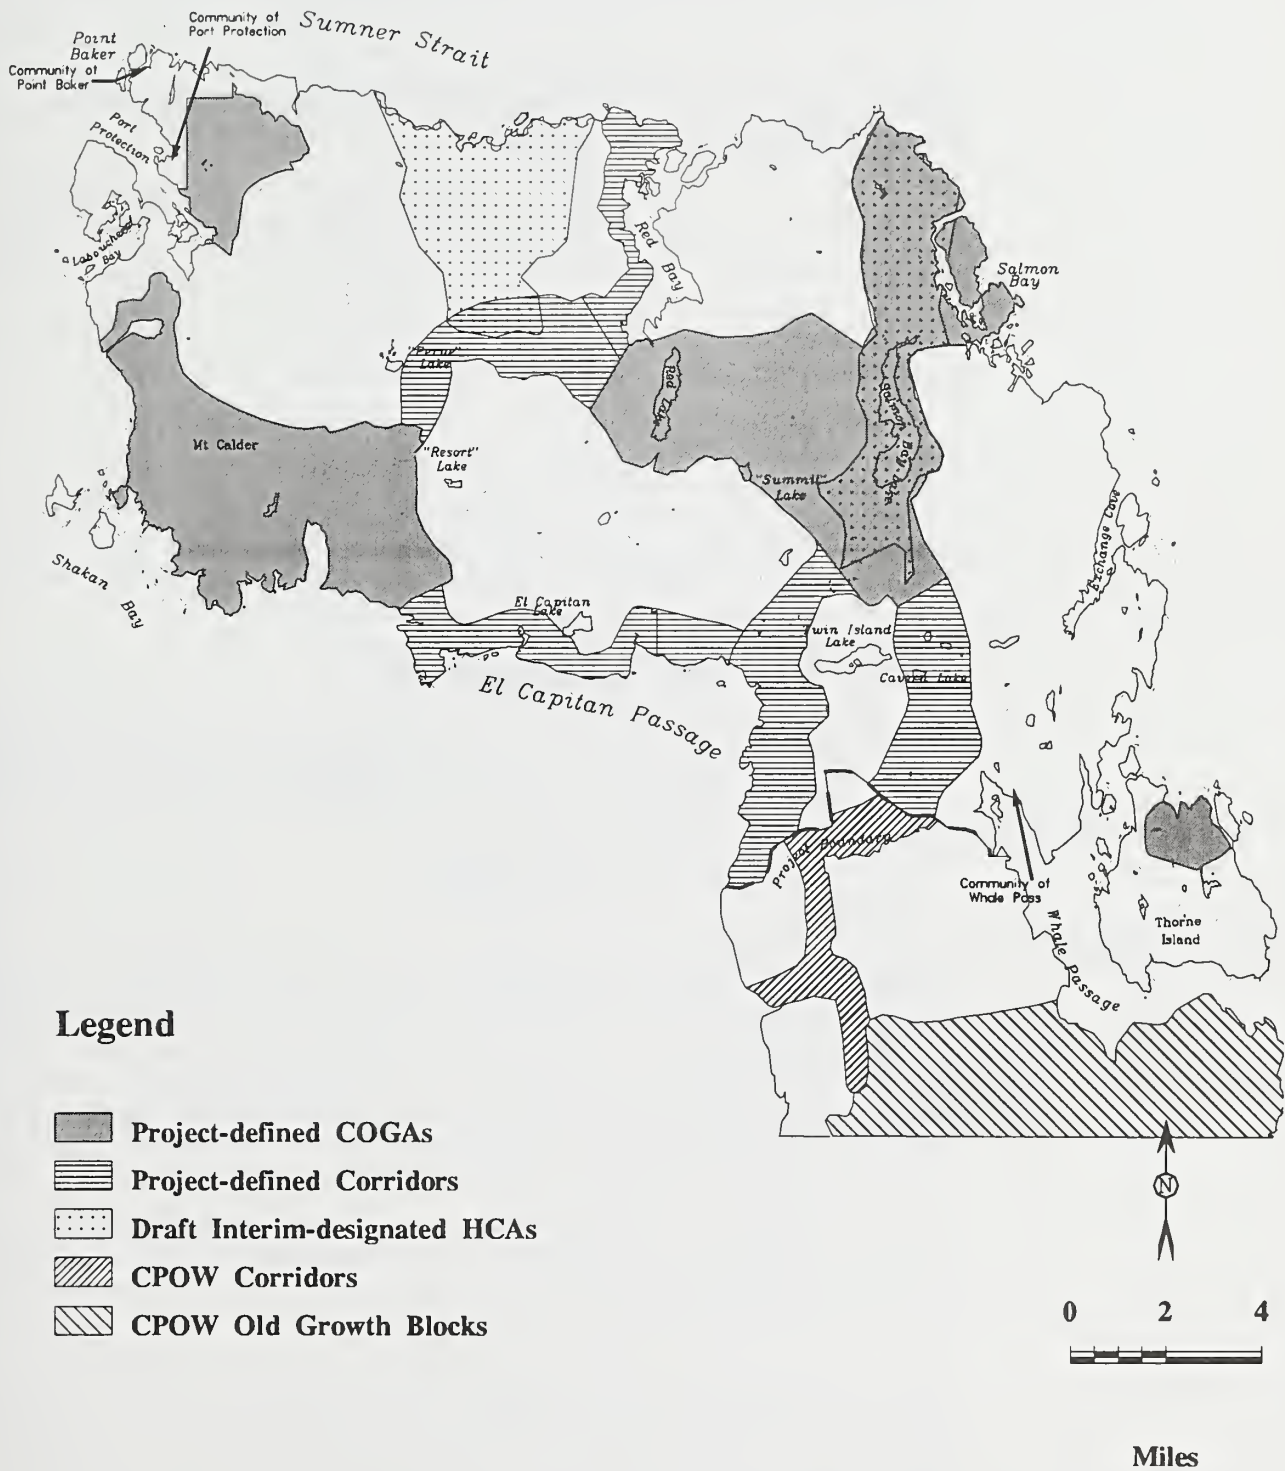 Community of
Port Protection
Sumner Strait
Point
Baker
Community of
Point Baker
Port
Protection
Labouchead
Bay
Red
Bay
Salmon
Bay
"Perue"
Lake
Red Lake
Salmon Bay Lake
Mt Calder
"Resort"
Lake
"Summit"
Lake
Exchange Cove
Shakan
Bay
El Capitan
Lake
Twin Island
Lake
Cavern Lake
El Capitan Passage
Project Boundary
Community of
Whale Pass
Whale Passage
Thorne
Island
Legend
Project-defined COGAs
Project-defined Corridors
Draft Interim-designated HCAs
CPOW Corridors
CPOW Old Growth Blocks
N
0 2 4
Miles